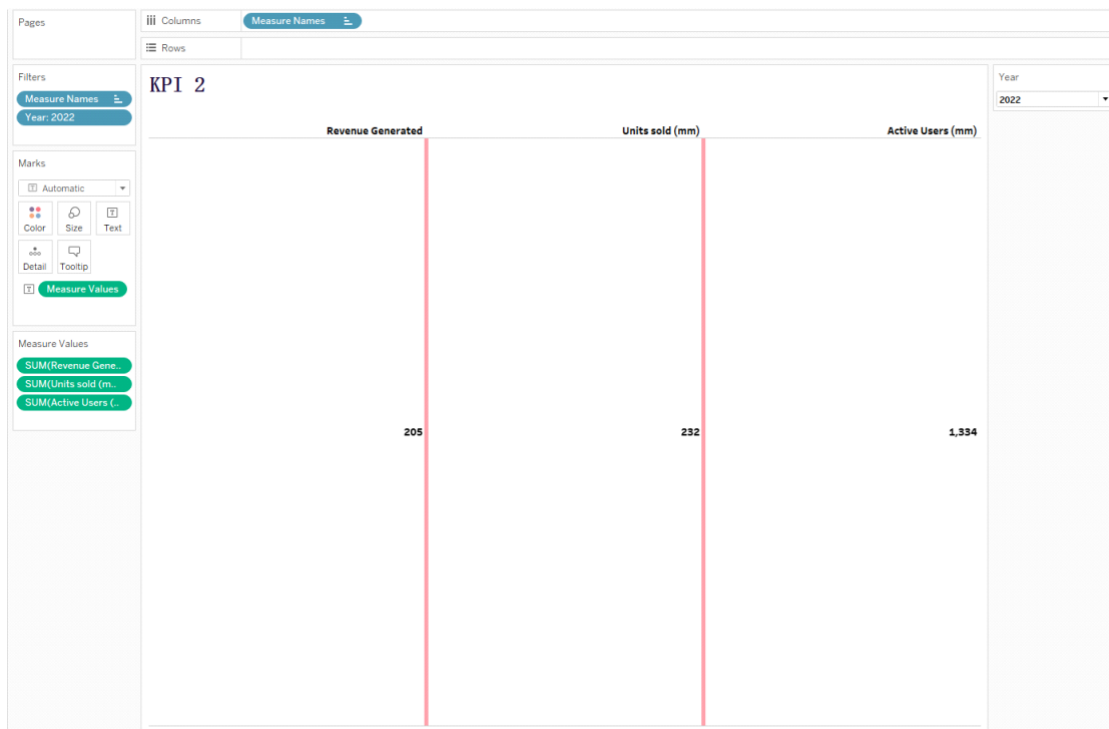 Pages
Columns
Measure Names
Rows
Filters
Measure Names
Year: 2022
KPI 2
Year
2022
Revenue Generated
Units sold (mm)
Active Users (mm)
Marks
Automatic
Color
Size
Text
Detail
Tooltip
Measure Values
Measure Values
SUM(Revenue Gene..
SUM(Units sold (m..
SUM(Active Users (..
205
232
1,334